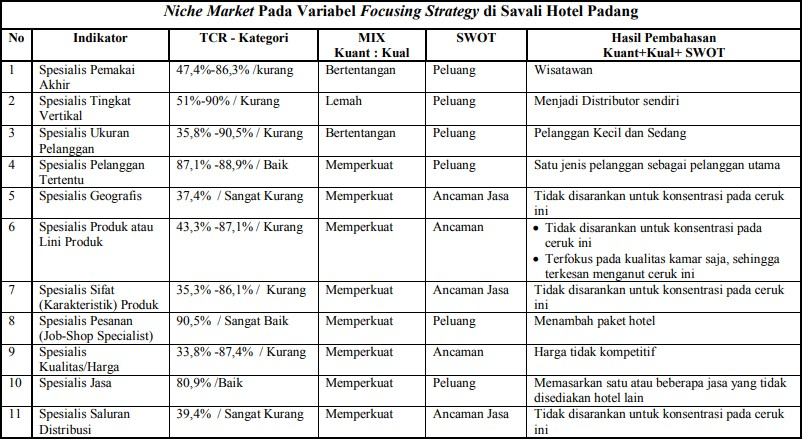 Niche Market Pada Variabel Focusing Strategy di Savali Hotel Padang
No Indikator TCR - Kategori MIX SWOT Hasil Pembahasan
Kuant : Kual Kuant+Kual+ SWOT
1 Spesialis Pemakai 47,4%-86,3% /kurang Bertentangan Peluang Wisatawan
Akhir
2 Spesialis Tingkat 51%-90% / Kurang Lemah Peluang Menjadi Distributor sendiri
Vertikal
3 Spesialis Ukuran 35,8% -90,5% / Kurang Bertentangan Peluang Pelanggan Kecil dan Sedang
Pelanggan
4 Spesialis Pelanggan 87,1% -88,9% / Baik Memperkuat Peluang Satu jenis pelanggan sebagai pelanggan utama
Tertentu
5 Spesialis Geografis 37,4% / Sangat Kurang Memperkuat Ancaman Jasa Tidak disarankan untuk konsentrasi pada ceruk
ini
6 Spesialis Produk atau 43,3% -87,1% / Kurang Memperkuat Ancaman • Tidak disarankan untuk konsentrasi pada
Lini Produk ceruk ini
• Terfokus pada kualitas kamar saja, sehingga
terkesan menganut ceruk ini
7 Spesialis Sifat 35,3% -86,1% / Kurang Memperkuat Ancaman Jasa Tidak disarankan untuk konsentrasi pada ceruk
(Karakteristik) Produk ini
8 Spesialis Pesanan 90,5% / Sangat Baik Memperkuat Peluang Menambah paket hotel
(Job-Shop Specialist)
9 Spesialis 33,8% -87,4% / Kurang Memperkuat Ancaman Harga tidak kompetitif
Kualitas/Harga
10 Spesialis Jasa 80,9% /Baik Memperkuat Peluang Memasarkan satu atau beberapa jasa yang tidak
disediakan hotel lain
11 Spesialis Saluran 39,4% / Sangat Kurang Memperkuat Ancaman Jasa Tidak disarankan untuk konsentrasi pada ceruk
Distribusi ini